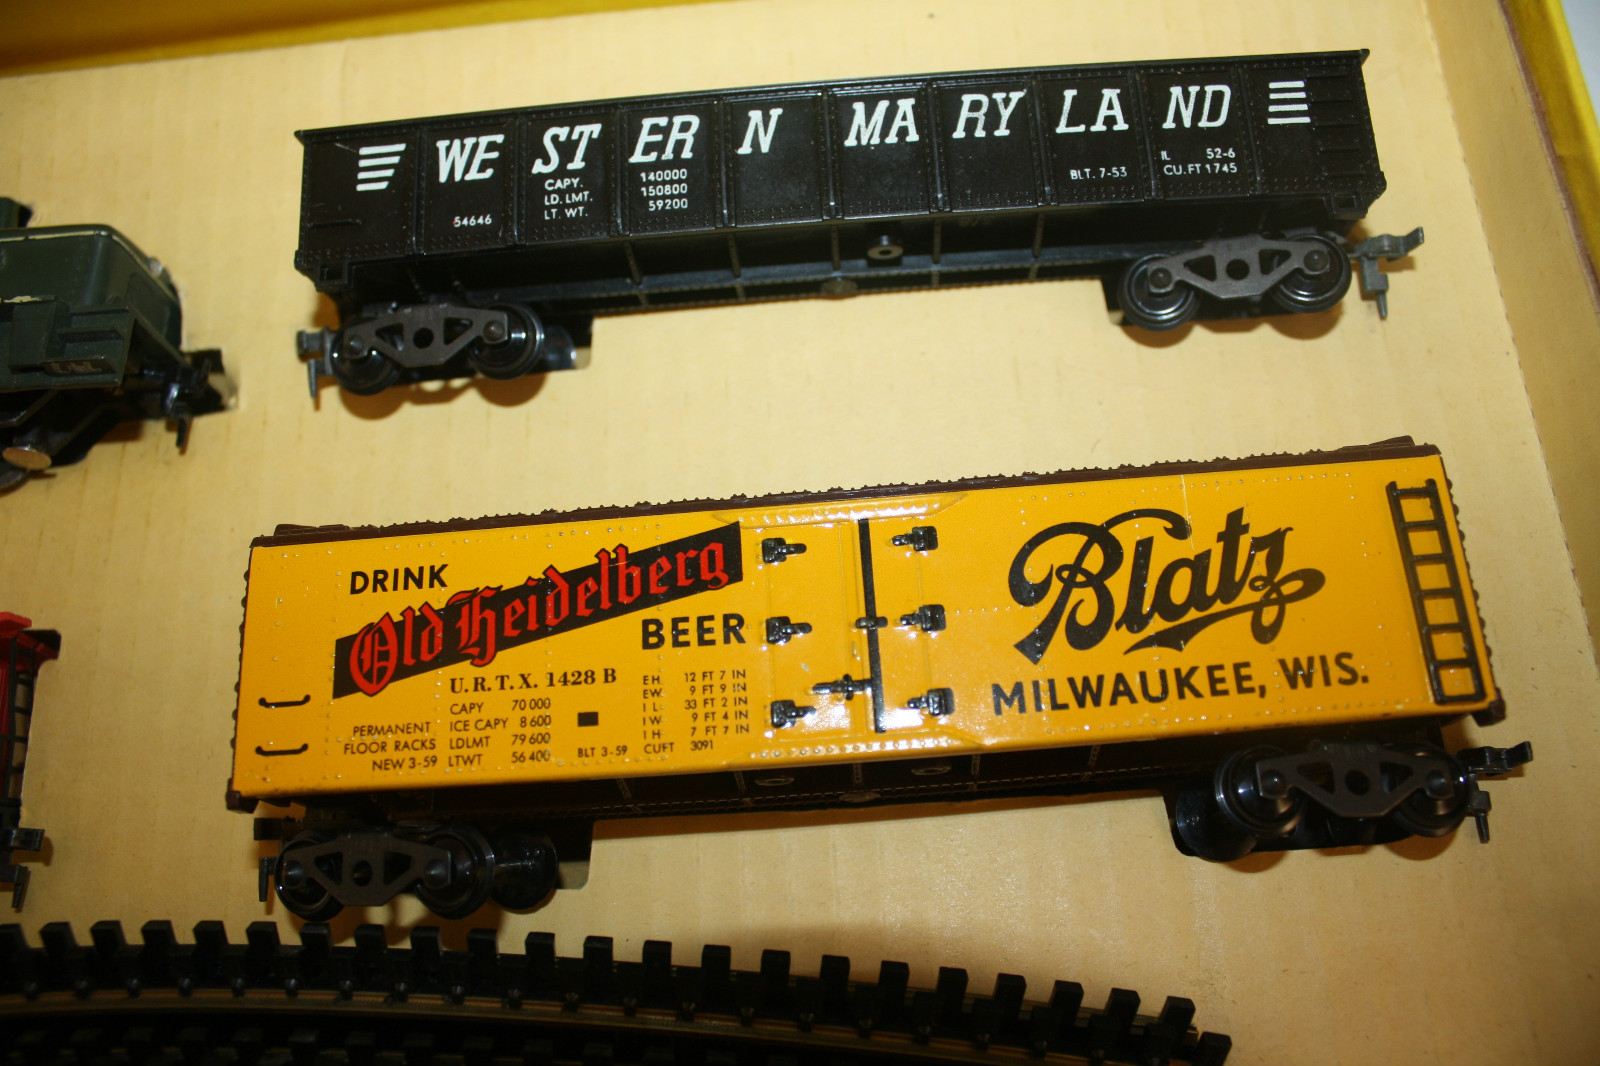 WESTERN MARYLAND
CAPY. 140000
LD. LMT. 150800
54646 LT. WT. 59200
BLT. 7-53
IL 52-6
CU. FT 1745
DRINK
Old Heidelberg
BEER
U.R.T.X. 1428 B
CAPY 70 000
PERMANENT ICE CAPY 8 600
FLOOR RACKS LDLMT 79 600
NEW 3-59 LTWT 56 400 BLT 3-59
EH 12 FT 7 IN
EW 9 FT 9 IN
IL 33 FT 2 IN
IW 9 FT 4 IN
IH 7 FT 7 IN
CUFT 3091
Blatz
MILWAUKEE, WIS.